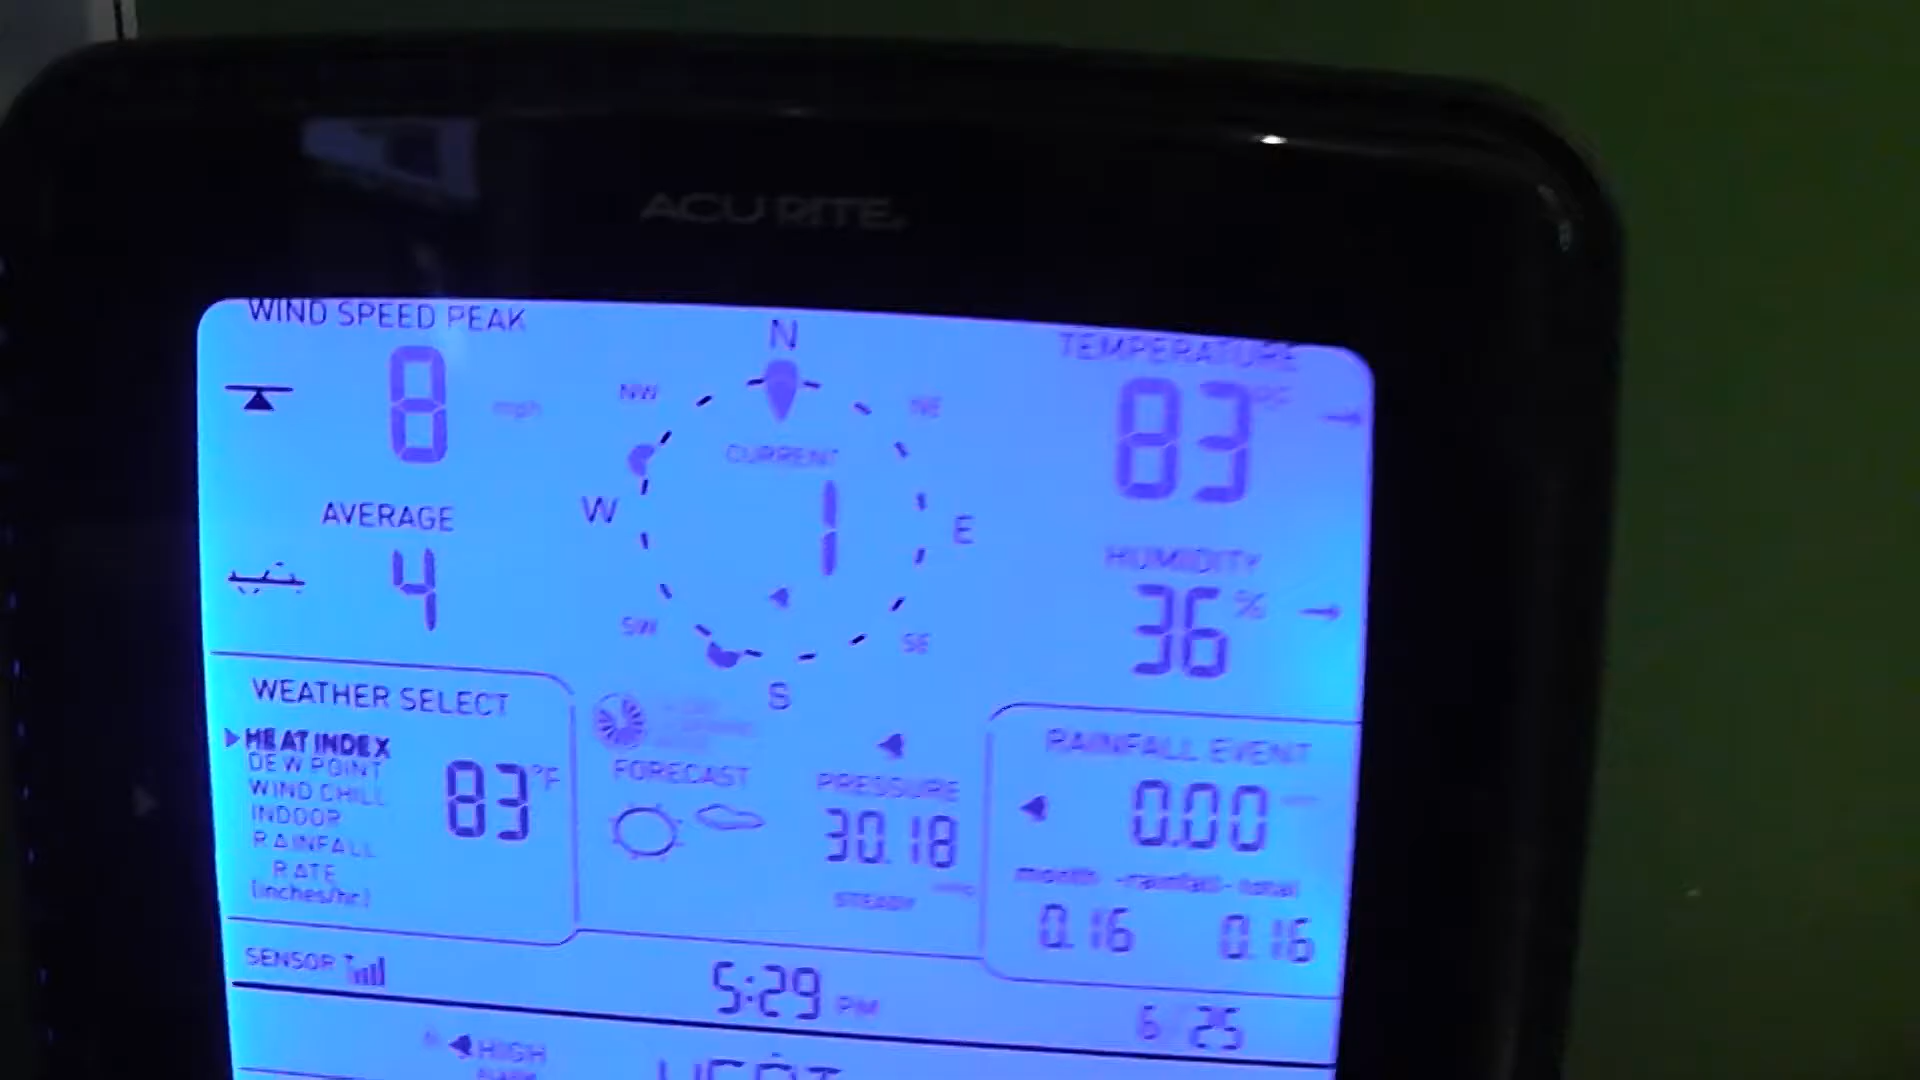 ACU RITE
WIND SPEED PEAK
8 mph
AVERAGE
4
N
NW
NE
CURRENT
1
W
E
SW
SE
S
TEMPERATURE
83 °F
HUMIDITY
36 %
WEATHER SELECT
HEAT INDEX
DEW POINT
WIND CHILL
INDOOR
RAINFALL
RATE
(inches/hr.)
83 °F
FORECAST
PRESSURE
30.18
STEADY
RAINFALL EVENT
0.00
month -rainfall- total
0.16 0.16
SENSOR
5:29 PM
6/25
HIGH